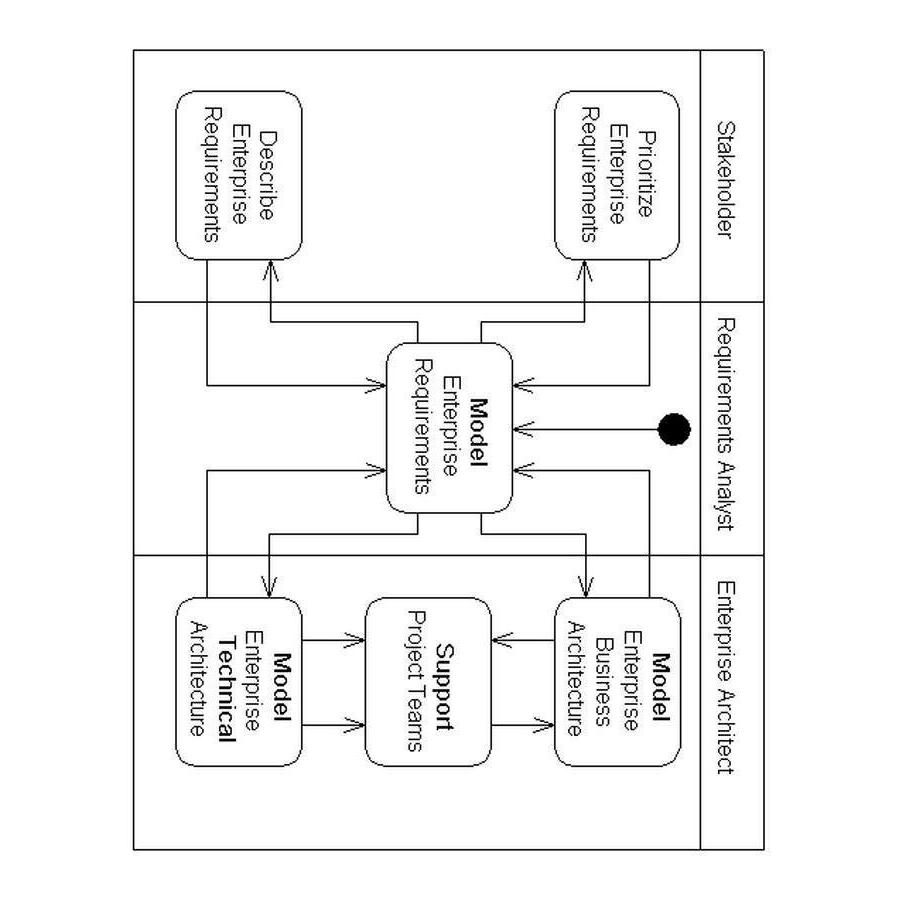 Stakeholder
Requirements Analyst
Enterprise Architect
Prioritize
Enterprise
Requirements
Describe
Enterprise
Requirements
Model
Enterprise
Requirements
Model
Enterprise
Business
Architecture
Support
Project Teams
Model
Enterprise
Technical
Architecture